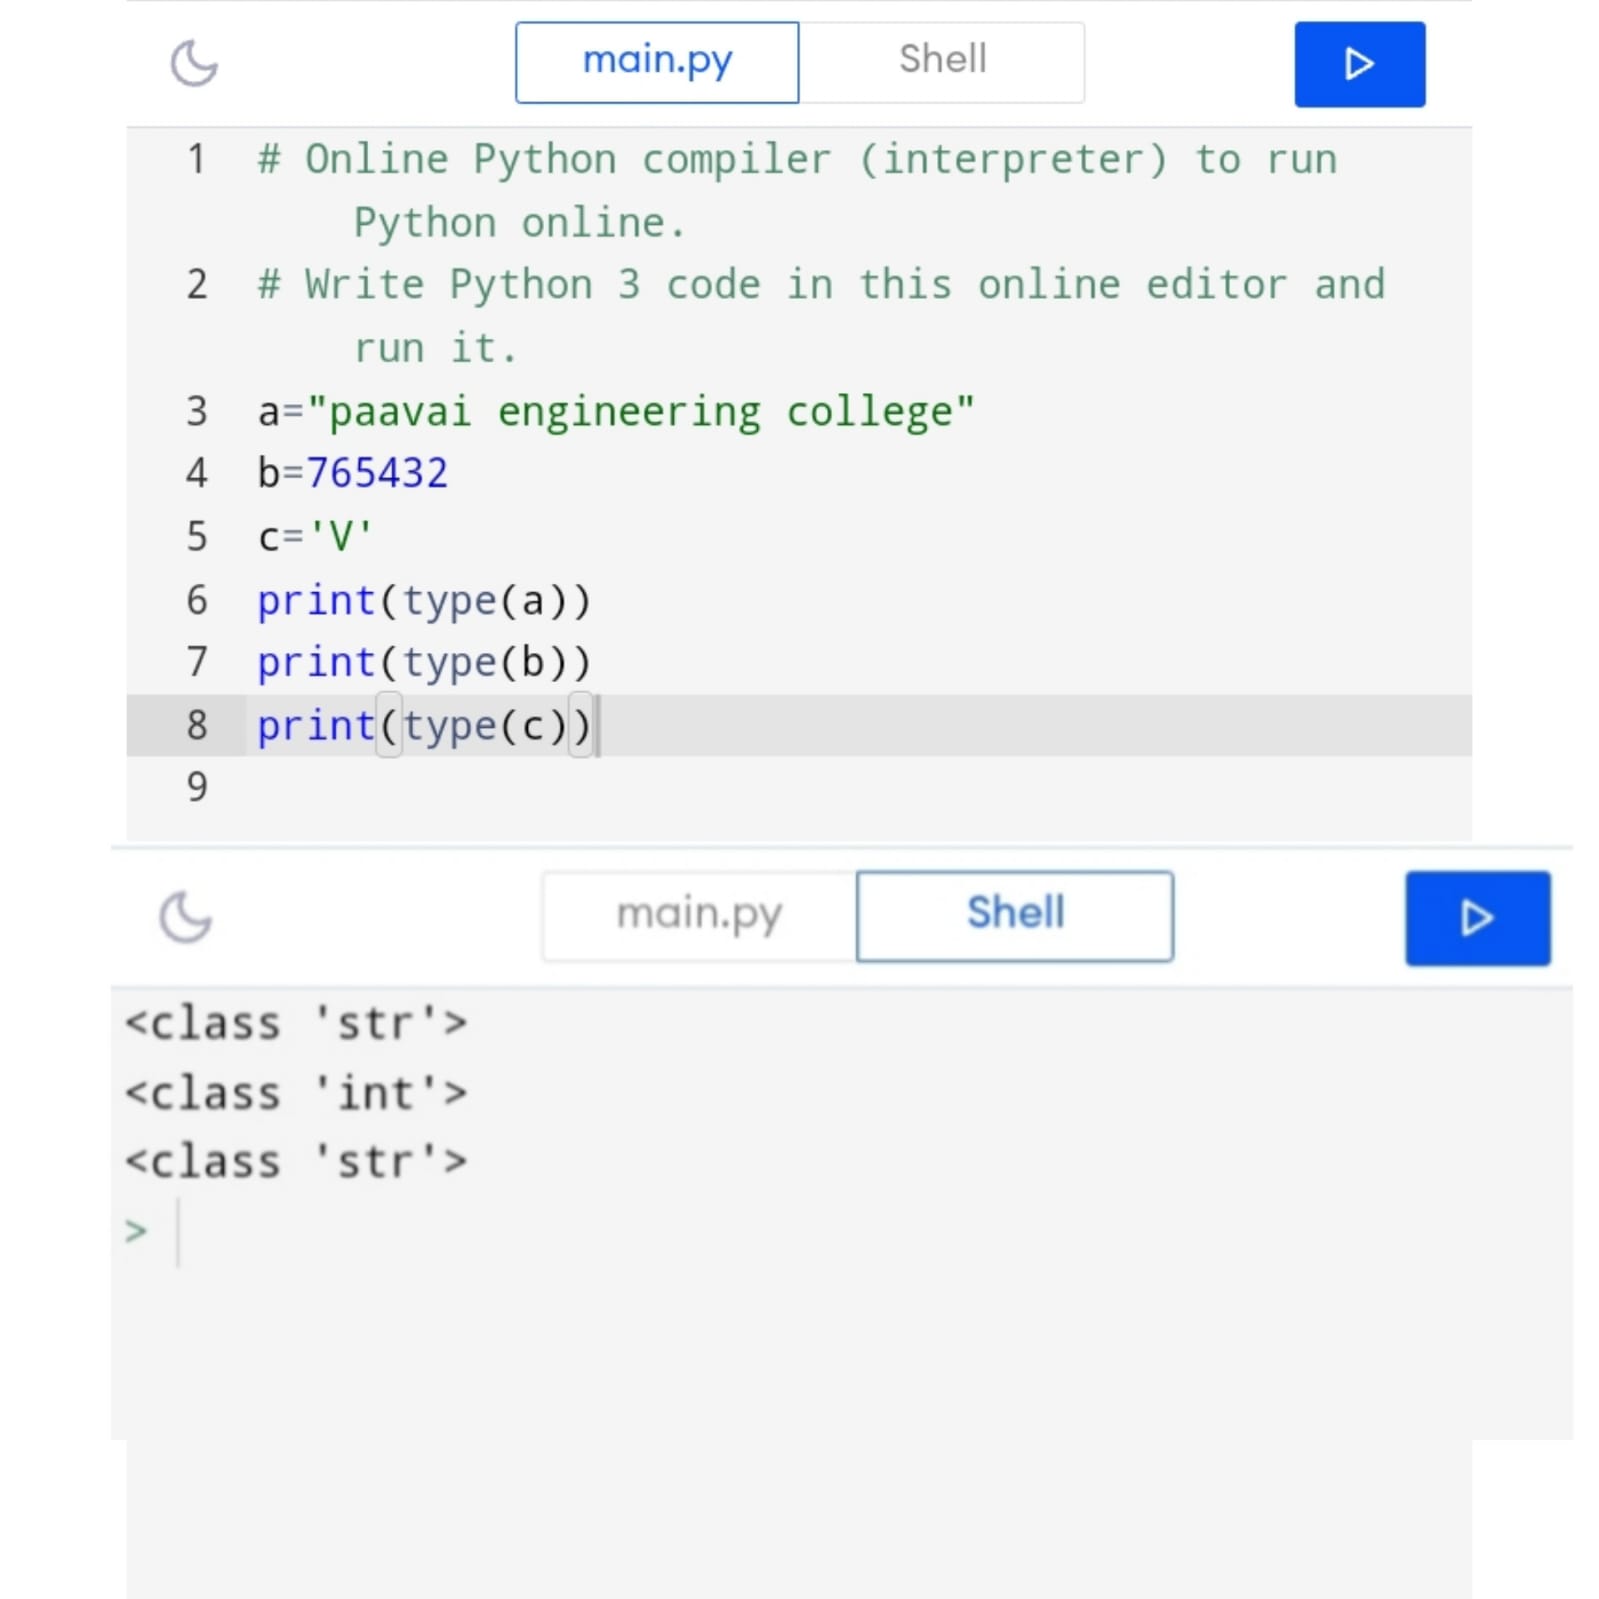 main.py Shell
1 # Online Python compiler (interpreter) to run
Python online.
2 # Write Python 3 code in this online editor and
run it.
3 a="paavai engineering college"
4 b=765432
5 c='V'
6 print(type(a))
7 print(type(b))
8 print(type(c))
9
main.py Shell
<class 'str'>
<class 'int'>
<class 'str'>
>